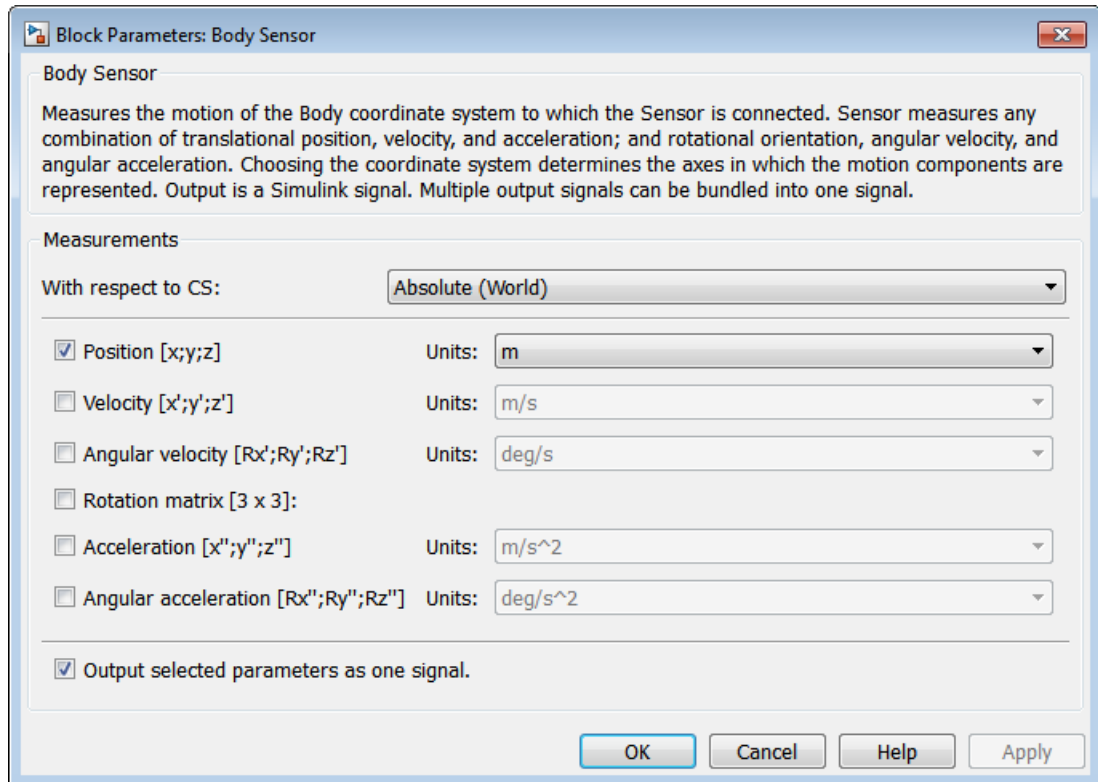 Block Parameters: Body Sensor
Body Sensor
Measures the motion of the Body coordinate system to which the Sensor is connected. Sensor measures any
combination of translational position, velocity, and acceleration; and rotational orientation, angular velocity, and
angular acceleration. Choosing the coordinate system determines the axes in which the motion components are
represented. Output is a Simulink signal. Multiple output signals can be bundled into one signal.
Measurements
With respect to CS: Absolute (World)
Position [x;y;z] Units: m
Velocity [x';y';z'] Units: m/s
Angular velocity [Rx';Ry';Rz'] Units: deg/s
Rotation matrix [3 x 3]:
Acceleration [x'';y'';z''] Units: m/s^2
Angular acceleration [Rx'';Ry'';Rz''] Units: deg/s^2
Output selected parameters as one signal.
OK Cancel Help Apply